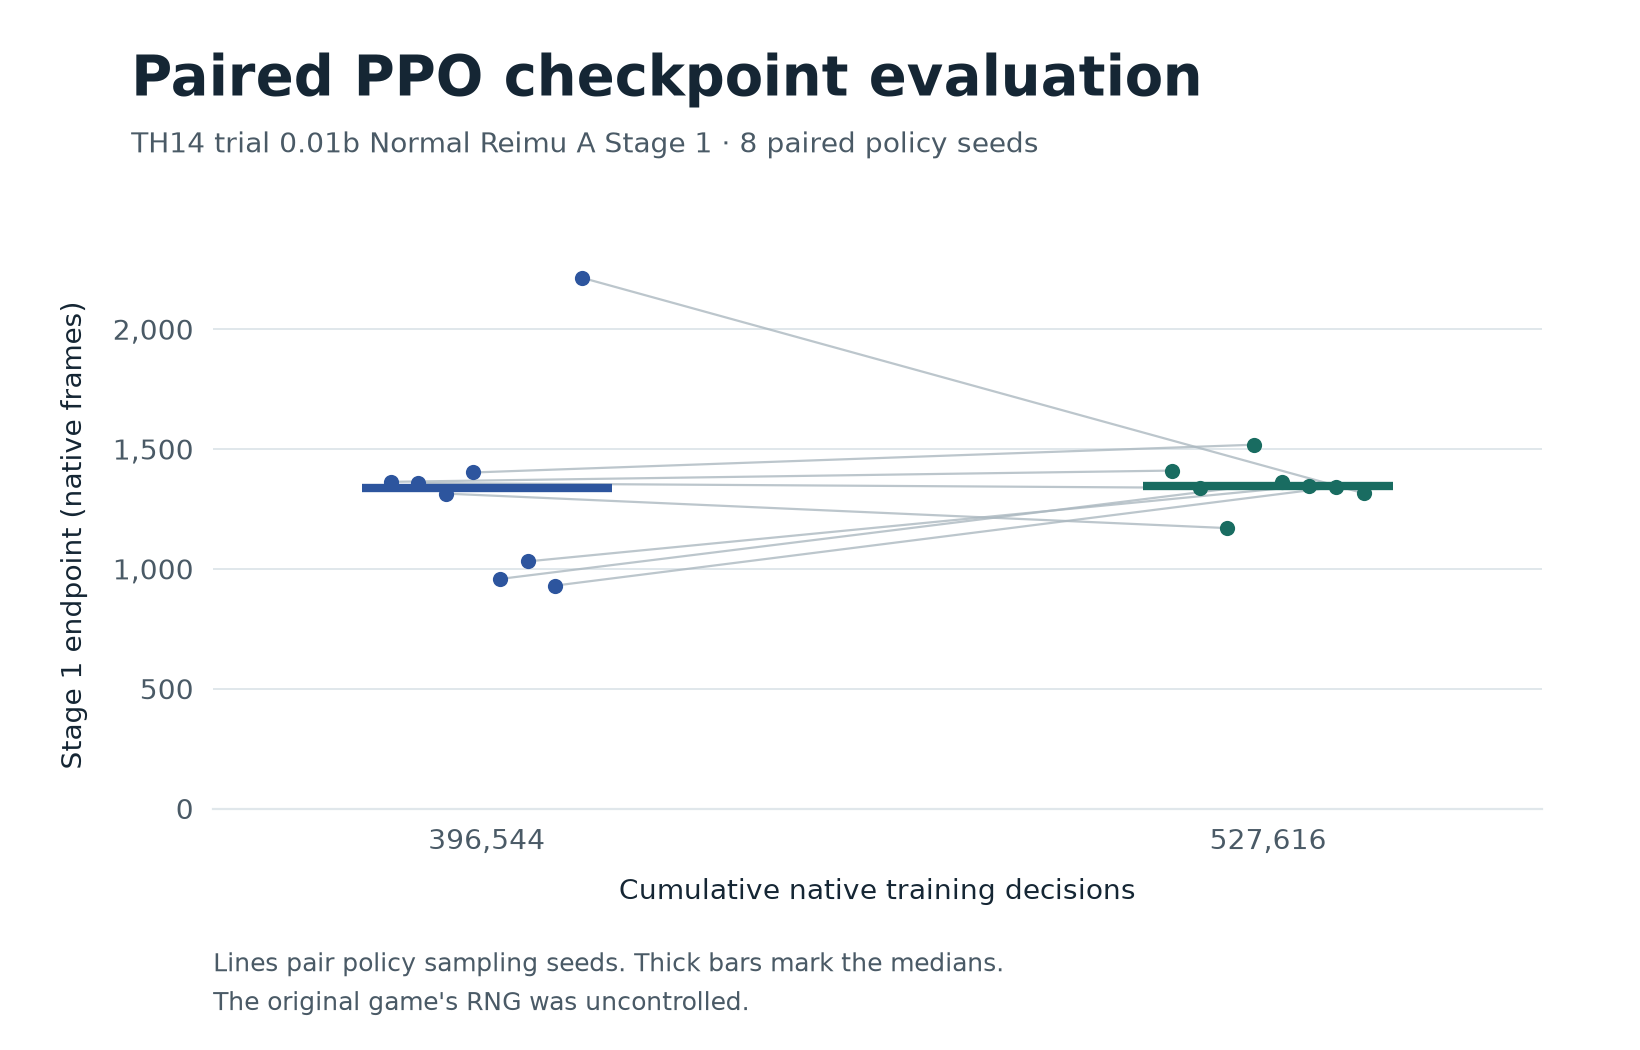 Paired PPO checkpoint evaluation
TH14 trial 0.01b Normal Reimu A Stage 1 · 8 paired policy seeds
Stage 1 endpoint (native frames)
2,000
1,500
1,000
500
0
396,544
527,616
Cumulative native training decisions
Lines pair policy sampling seeds. Thick bars mark the medians.
The original game's RNG was uncontrolled.